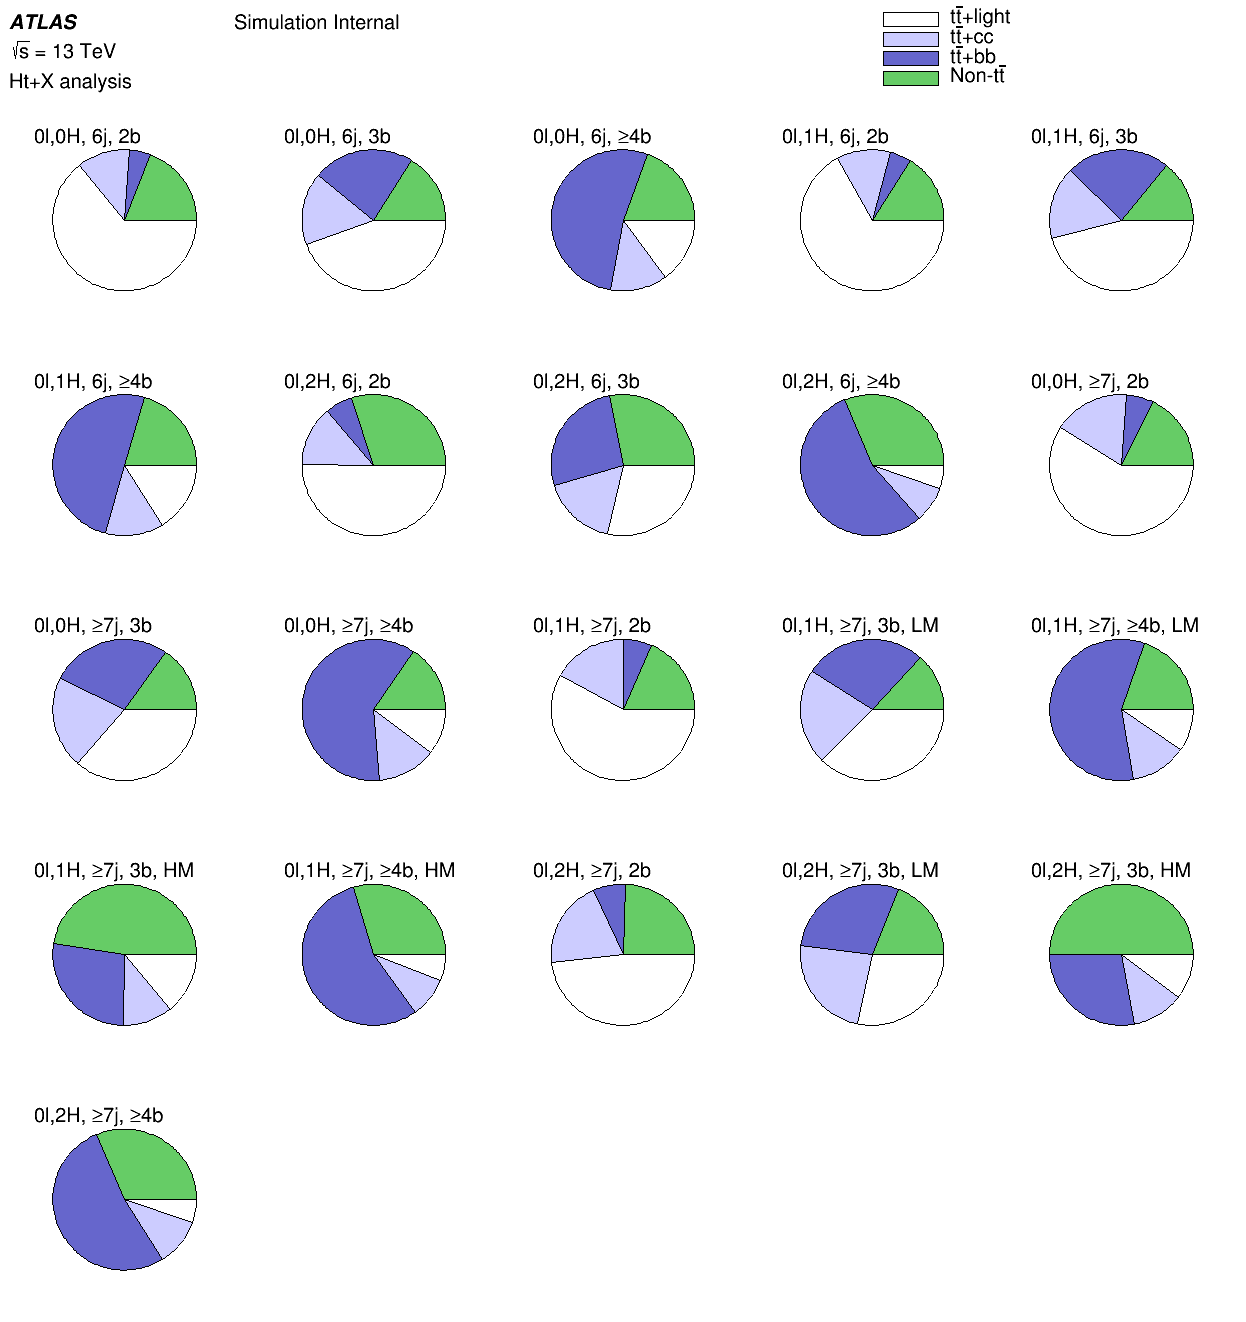 ATLAS Simulation Internal
√s = 13 TeV
Ht+X analysis
tt̄+light
tt̄+cc
tt̄+bb
Non-tt̄
0l,0H, 6j, 2b
0l,0H, 6j, 3b
0l,0H, 6j, ≥4b
0l,1H, 6j, 2b
0l,1H, 6j, 3b
0l,1H, 6j, ≥4b
0l,2H, 6j, 2b
0l,2H, 6j, 3b
0l,2H, 6j, ≥4b
0l,0H, ≥7j, 2b
0l,0H, ≥7j, 3b
0l,0H, ≥7j, ≥4b
0l,1H, ≥7j, 2b
0l,1H, ≥7j, 3b, LM
0l,1H, ≥7j, ≥4b, LM
0l,1H, ≥7j, 3b, HM
0l,1H, ≥7j, ≥4b, HM
0l,2H, ≥7j, 2b
0l,2H, ≥7j, 3b, LM
0l,2H, ≥7j, 3b, HM
0l,2H, ≥7j, ≥4b